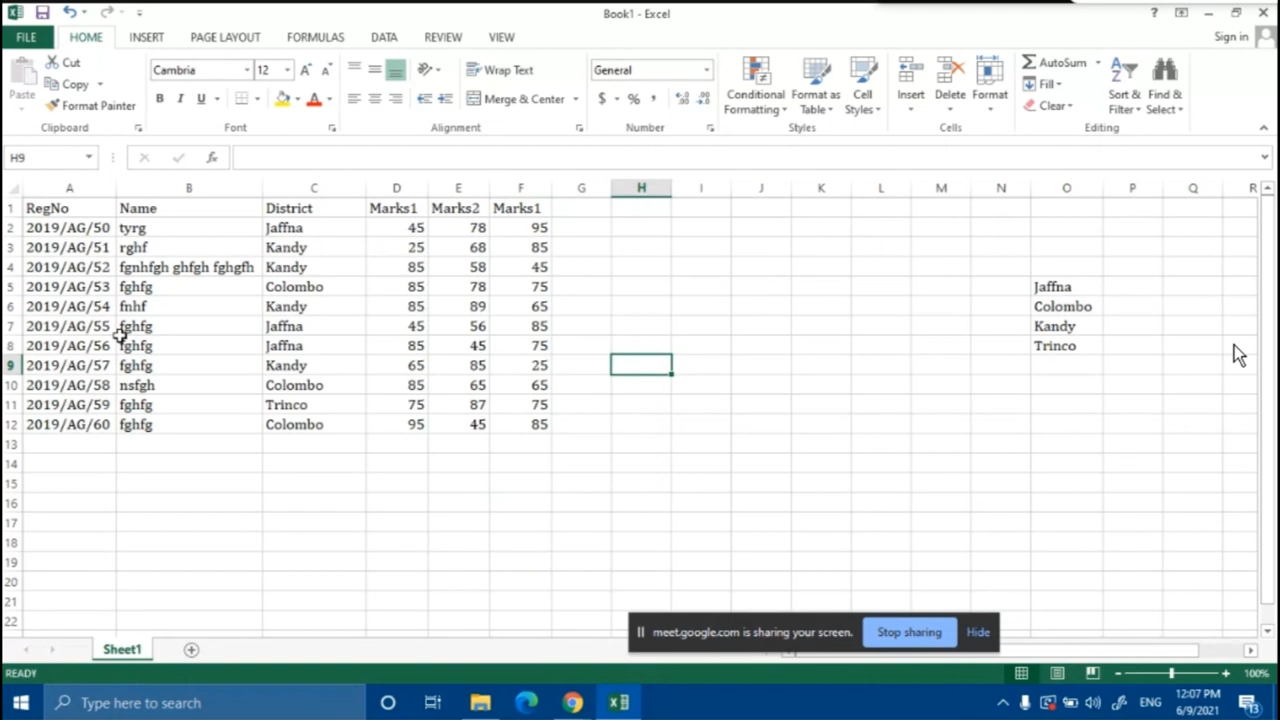 Book1 - Excel
?
FILE HOME INSERT PAGE LAYOUT FORMULAS DATA REVIEW VIEW Sign in
Paste
Cut
Copy
Format Painter
Clipboard
Cambria 12 A A
B I U A
Font
Wrap Text
Merge & Center
Alignment
General
$ % ,
Number
Conditional Formatting
Format as Table
Cell Styles
Styles
Insert Delete Format
Cells
AutoSum
Fill
Clear
Sort & Filter
Find & Select
Editing
H9 fx
A B C D E F G H I J K L M N O P Q R
1 RegNo Name District Marks1 Marks2 Marks1
2 2019/AG/50 tyrg Jaffna 45 78 95
3 2019/AG/51 rghf Kandy 25 68 85
4 2019/AG/52 fgnhfgh ghfgh fghgfh Kandy 85 58 45
5 2019/AG/53 fghfg Colombo 85 78 75 Jaffna
6 2019/AG/54 fnhf Kandy 85 89 65 Colombo
7 2019/AG/55 fghfg Jaffna 45 56 85 Kandy
8 2019/AG/56 fghfg Jaffna 85 45 75 Trinco
9 2019/AG/57 fghfg Kandy 65 85 25
10 2019/AG/58 nsfgh Colombo 85 65 65
11 2019/AG/59 fghfg Trinco 75 87 75
12 2019/AG/60 fghfg Colombo 95 45 85
13
14
15
16
17
18
19
20
21
22
meet.google.com is sharing your screen. Stop sharing Hide
Sheet1
READY 100%
Type here to search
ENG
12:07 PM
6/9/2021
13